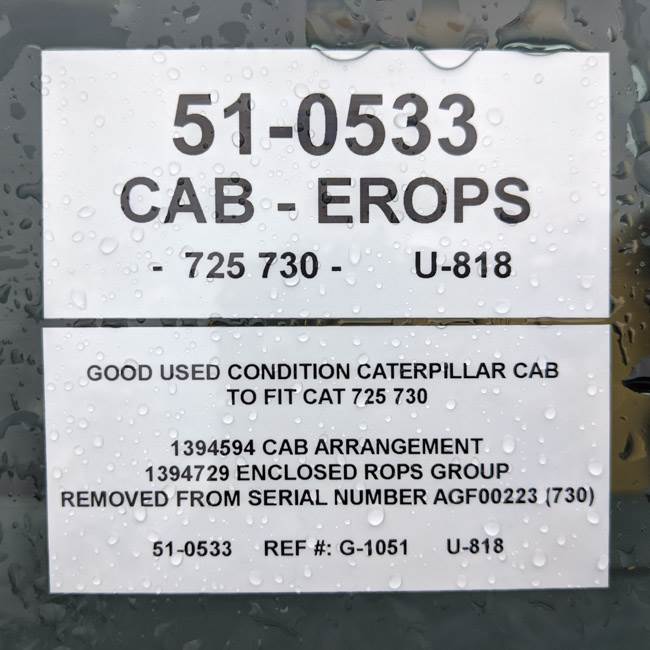 51-0533
CAB - EROPS
- 725 730 - U-818
GOOD USED CONDITION CATERPILLAR CAB
TO FIT CAT 725 730
1394594 CAB ARRANGEMENT
1394729 ENCLOSED ROPS GROUP
REMOVED FROM SERIAL NUMBER AGF00223 (730)
51-0533 REF #: G-1051 U-818